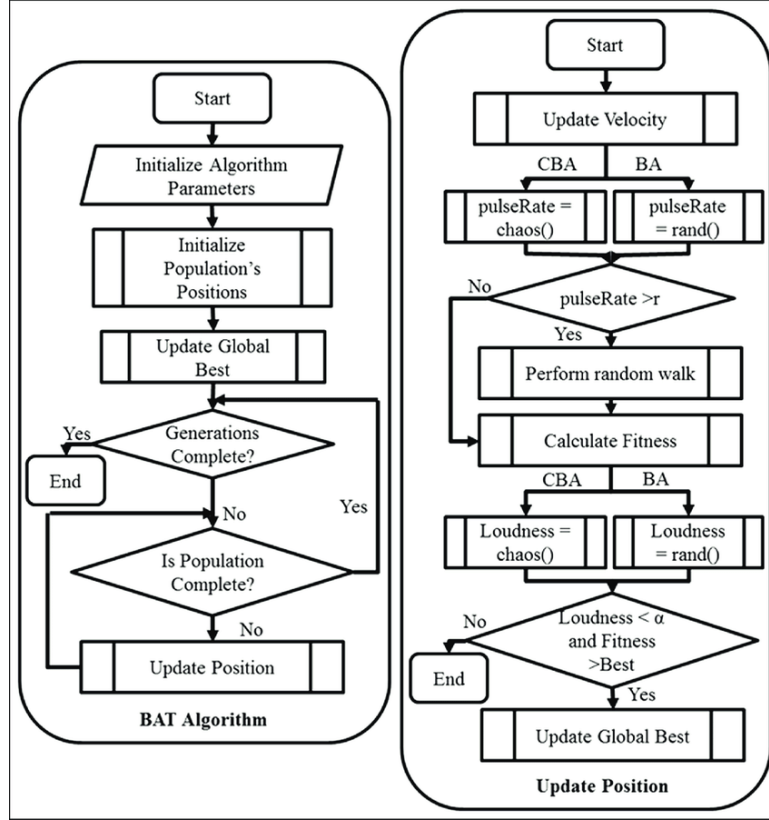 Start
Initialize Algorithm
Parameters
Initialize
Population's
Positions
Update Global
Best
Yes
Generations
Complete?
End
No
Yes
Is Population
Complete?
No
Update Position
BAT Algorithm
Start
Update Velocity
CBA
BA
pulseRate =
chaos()
pulseRate
= rand()
No
pulseRate >r
Yes
Perform random walk
Calculate Fitness
CBA
BA
Loudness =
chaos()
Loudness
= rand()
No
Loudness < α
and Fitness
>Best
End
Yes
Update Global Best
Update Position